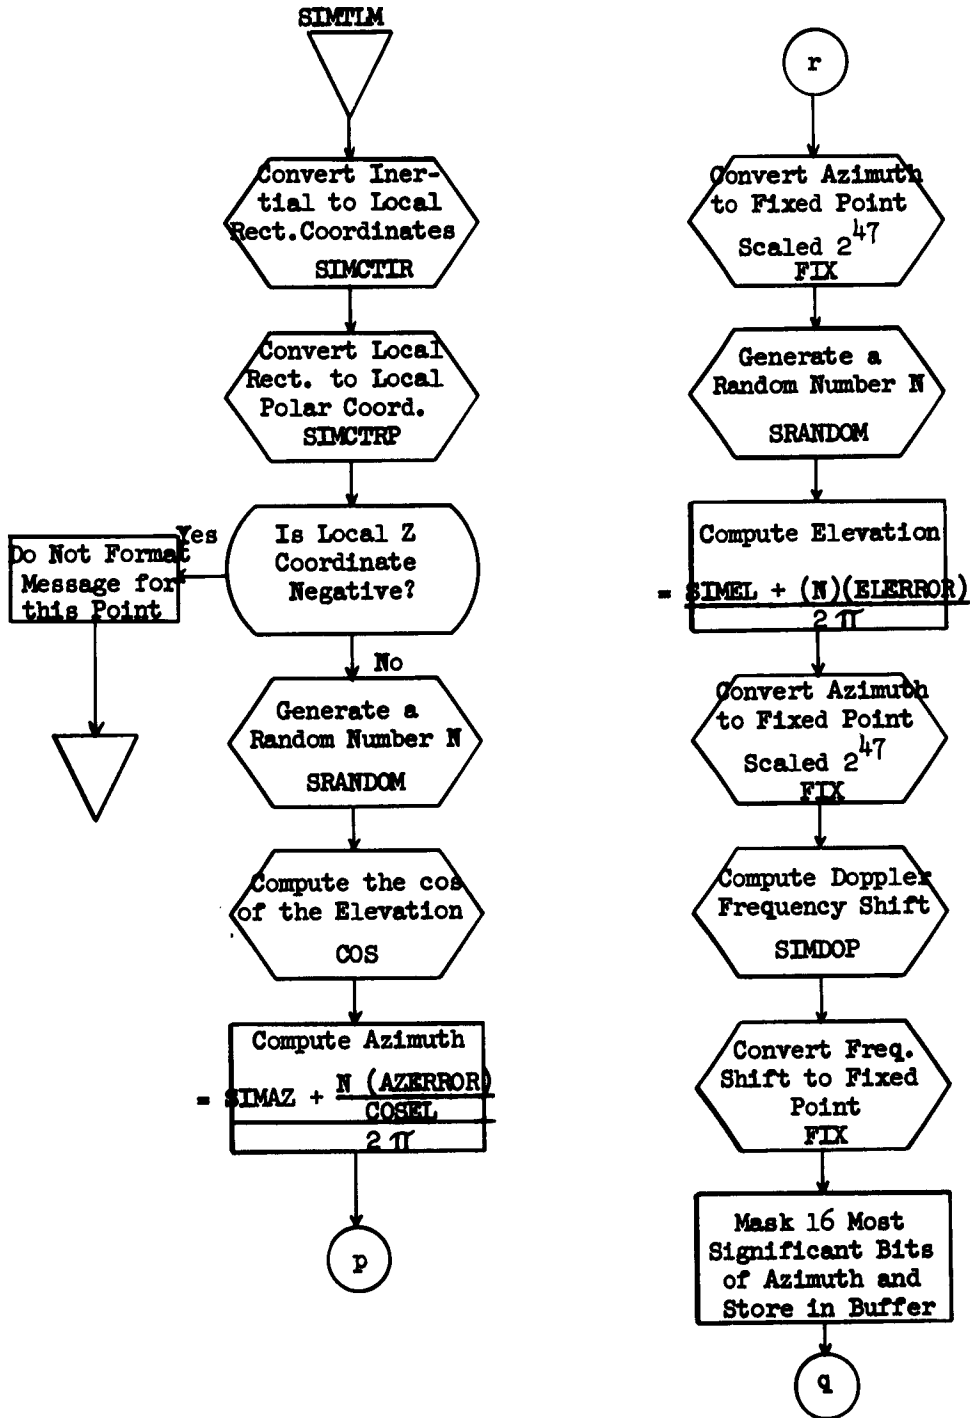 SIMTLM
Convert Iner-
tial to Local
Rect.Coordinates
SIMCTIR
Convert Local
Rect. to Local
Polar Coord.
SIMCTRP
Is Local Z
Coordinate
Negative?
Yes
Do Not Format
Message for
this Point
No
Generate a
Random Number N
SRANDOM
Compute the cos
of the Elevation
COS
Compute Azimuth
= SIMAZ + N (AZERROR)
COSEL
2 π
p
r
Convert Azimuth
to Fixed Point
Scaled 2^47
FIX
Generate a
Random Number N
SRANDOM
Compute Elevation
= SIMEL + (N)(ELERROR)
2 π
Convert Azimuth
to Fixed Point
Scaled 2^47
FIX
Compute Doppler
Frequency Shift
SIMDOP
Convert Freq.
Shift to Fixed
Point
FIX
Mask 16 Most
Significant Bits
of Azimuth and
Store in Buffer
q